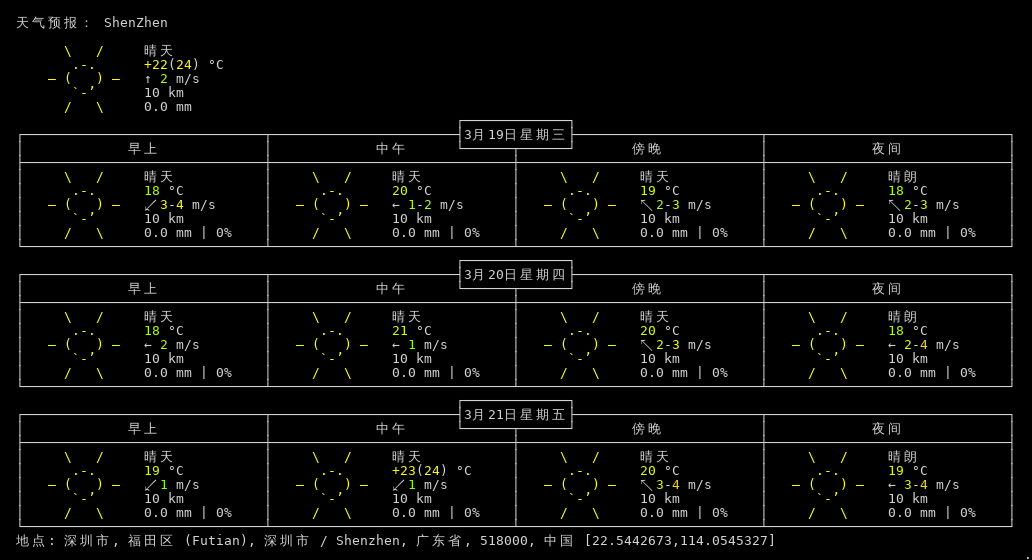 天气预报： ShenZhen
晴天
+22(24) °C
↑ 2 m/s
10 km
0.0 mm
3月19日星期三
早上 中午 傍晚 夜间
晴天 晴天 晴天 晴朗
18 °C 20 °C 19 °C 18 °C
↙ 3-4 m/s ← 1-2 m/s ↖ 2-3 m/s ↖ 2-3 m/s
10 km 10 km 10 km 10 km
0.0 mm | 0% 0.0 mm | 0% 0.0 mm | 0% 0.0 mm | 0%
3月20日星期四
早上 中午 傍晚 夜间
晴天 晴天 晴天 晴朗
18 °C 21 °C 20 °C 18 °C
← 2 m/s ← 1 m/s ↖ 2-3 m/s ← 2-4 m/s
10 km 10 km 10 km 10 km
0.0 mm | 0% 0.0 mm | 0% 0.0 mm | 0% 0.0 mm | 0%
3月21日星期五
早上 中午 傍晚 夜间
晴天 晴天 晴天 晴朗
19 °C +23(24) °C 20 °C 19 °C
↙ 1 m/s ↙ 1 m/s ↖ 3-4 m/s ← 3-4 m/s
10 km 10 km 10 km 10 km
0.0 mm | 0% 0.0 mm | 0% 0.0 mm | 0% 0.0 mm | 0%
地点: 深圳市, 福田区 (Futian), 深圳市 / Shenzhen, 广东省, 518000, 中国 [22.5442673,114.0545327]